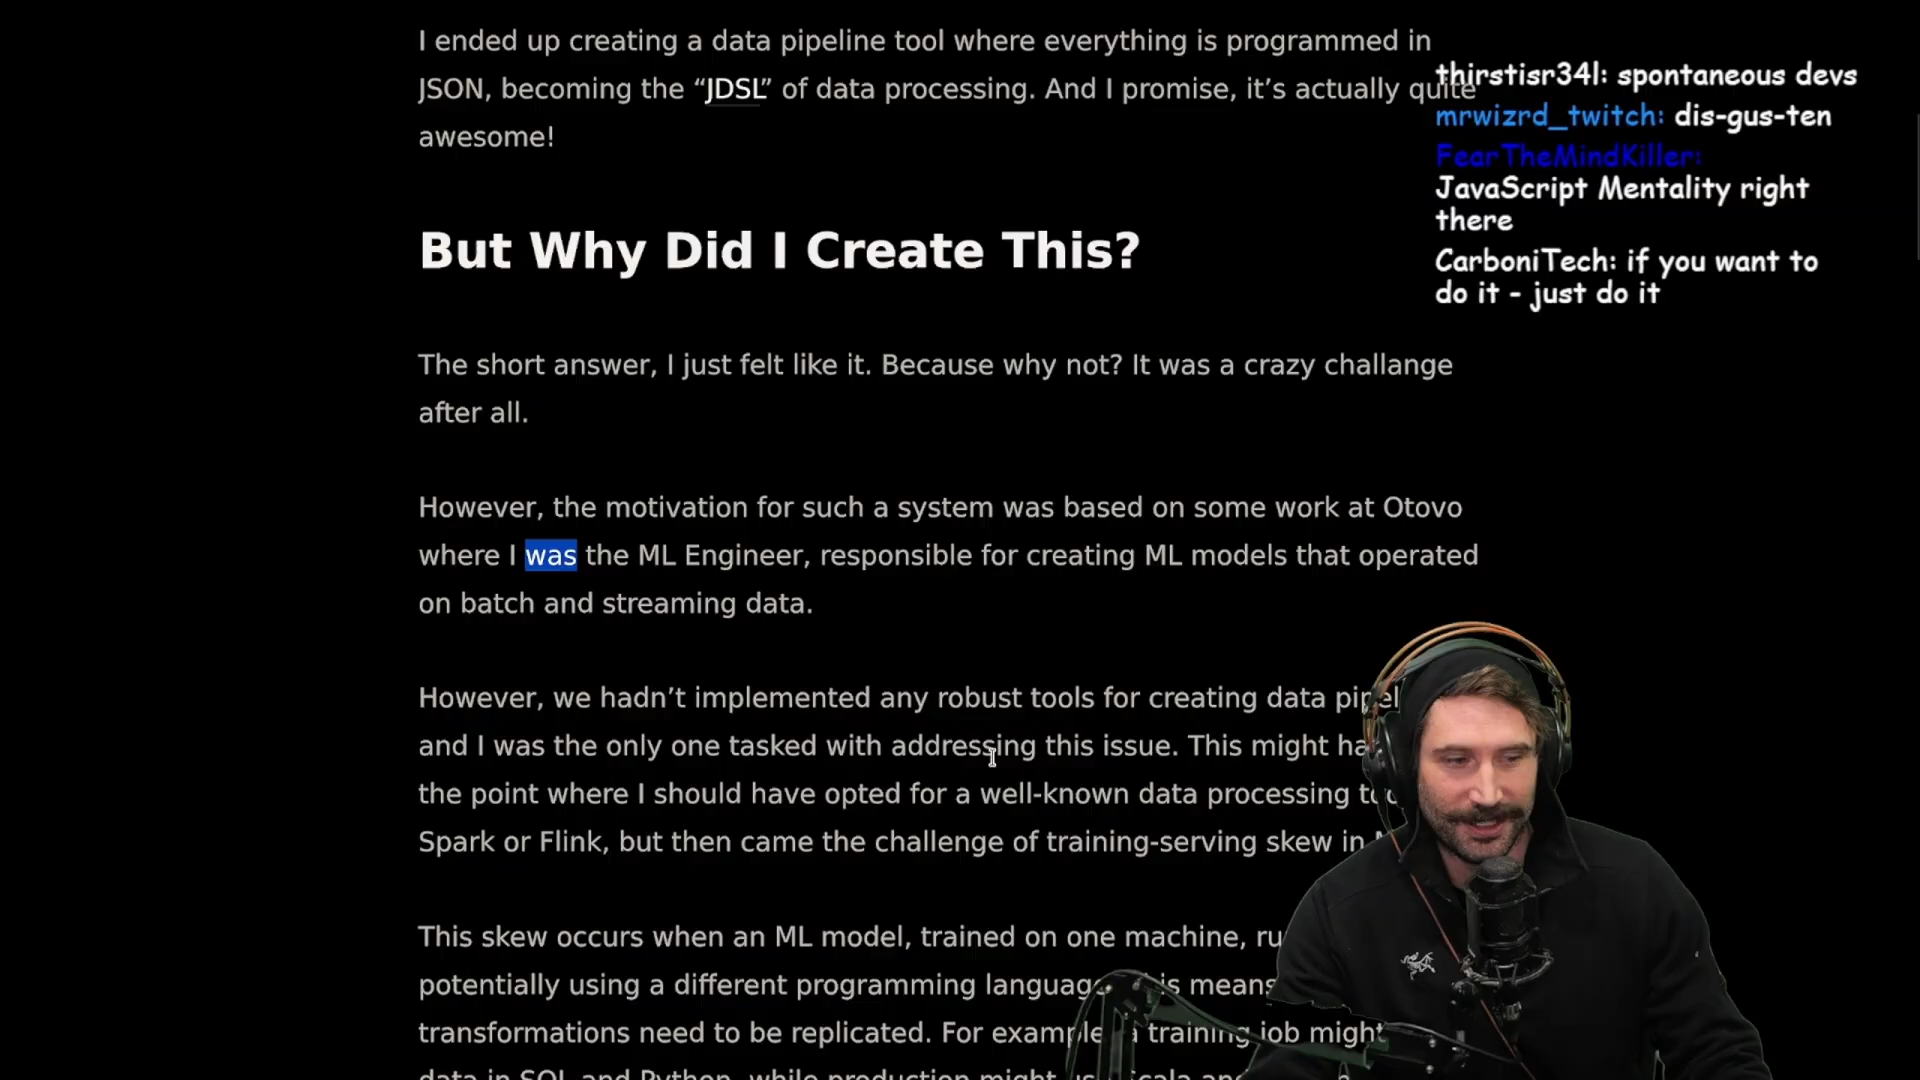 I ended up creating a data pipeline tool where everything is programmed in
JSON, becoming the “JDSL” of data processing. And I promise, it’s actually quite
awesome!
But Why Did I Create This?
The short answer, I just felt like it. Because why not? It was a crazy challange
after all.
However, the motivation for such a system was based on some work at Otovo
where I was the ML Engineer, responsible for creating ML models that operated
on batch and streaming data.
However, we hadn’t implemented any robust tools for creating data
and I was the only one tasked with addressing this issue. This might
the point where I should have opted for a well-known data processing
Spark or Flink, but then came the challenge of training-serving skew in
This skew occurs when an ML model, trained on one machine,
potentially using a different programming means
transformations need to be replicated. For example training job might
data in SQL and Python, while production might
thirstisr34l: spontaneous devs
mrwizrd_twitch: dis-gus-ten
FearTheMindKiller:
JavaScript Mentality right
there
CarboniTech: if you want to
do it - just do it